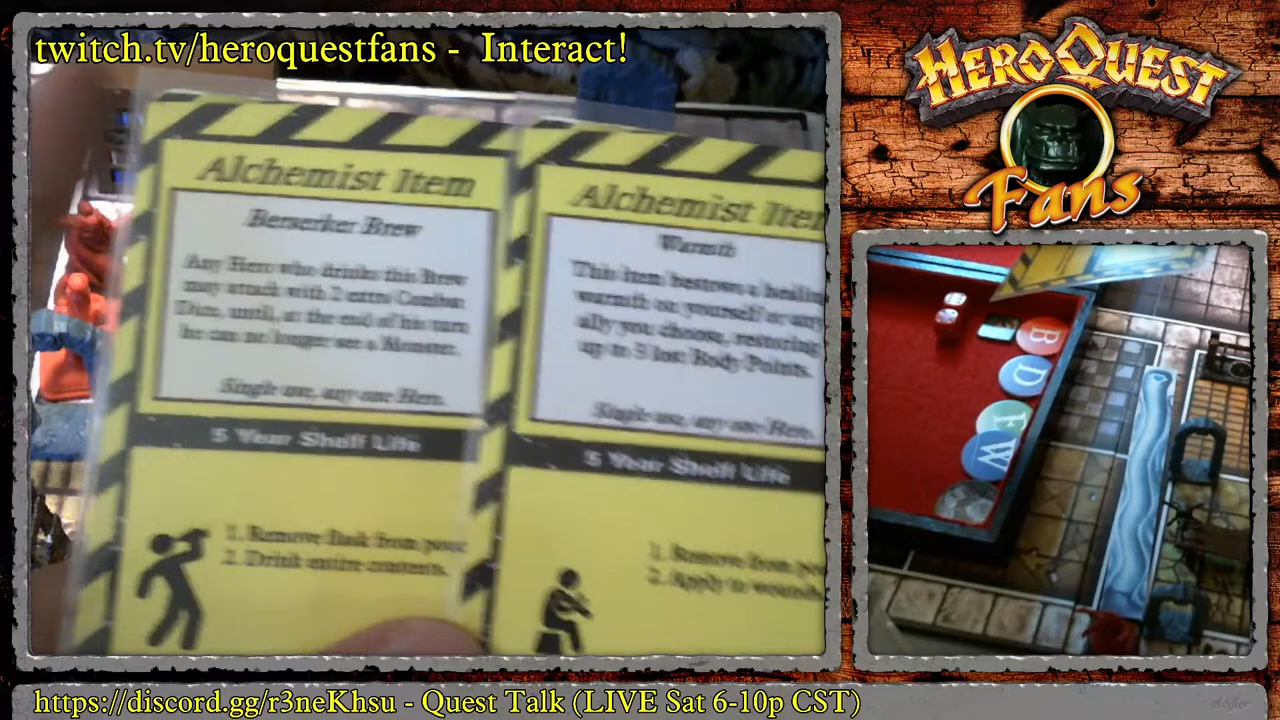 twitch.tv/heroquestfans - Interact!
HeroQuest
Fans
Alchemist Item
Berserker Brew
Any Hero who drinks this Brew
may attack with 2 extra Combat
Dice, until, at the end of his turn
he can no longer see a Monster.
Single use, any one Hero.
5 Year Shelf Life
1. Remove flask from
2. Drink entire contents.
Alchemist Item
Warmth
This item bestows a
warmth on yourself or any
ally you choose, restoring
up to 3 lost Body Points.
Single use, any one Hero.
5 Year Shelf Life
1. Remove from
2. Apply to
B
D
W
https://discord.gg/r3neKhsu - Quest Talk (LIVE Sat 6-10p CST)